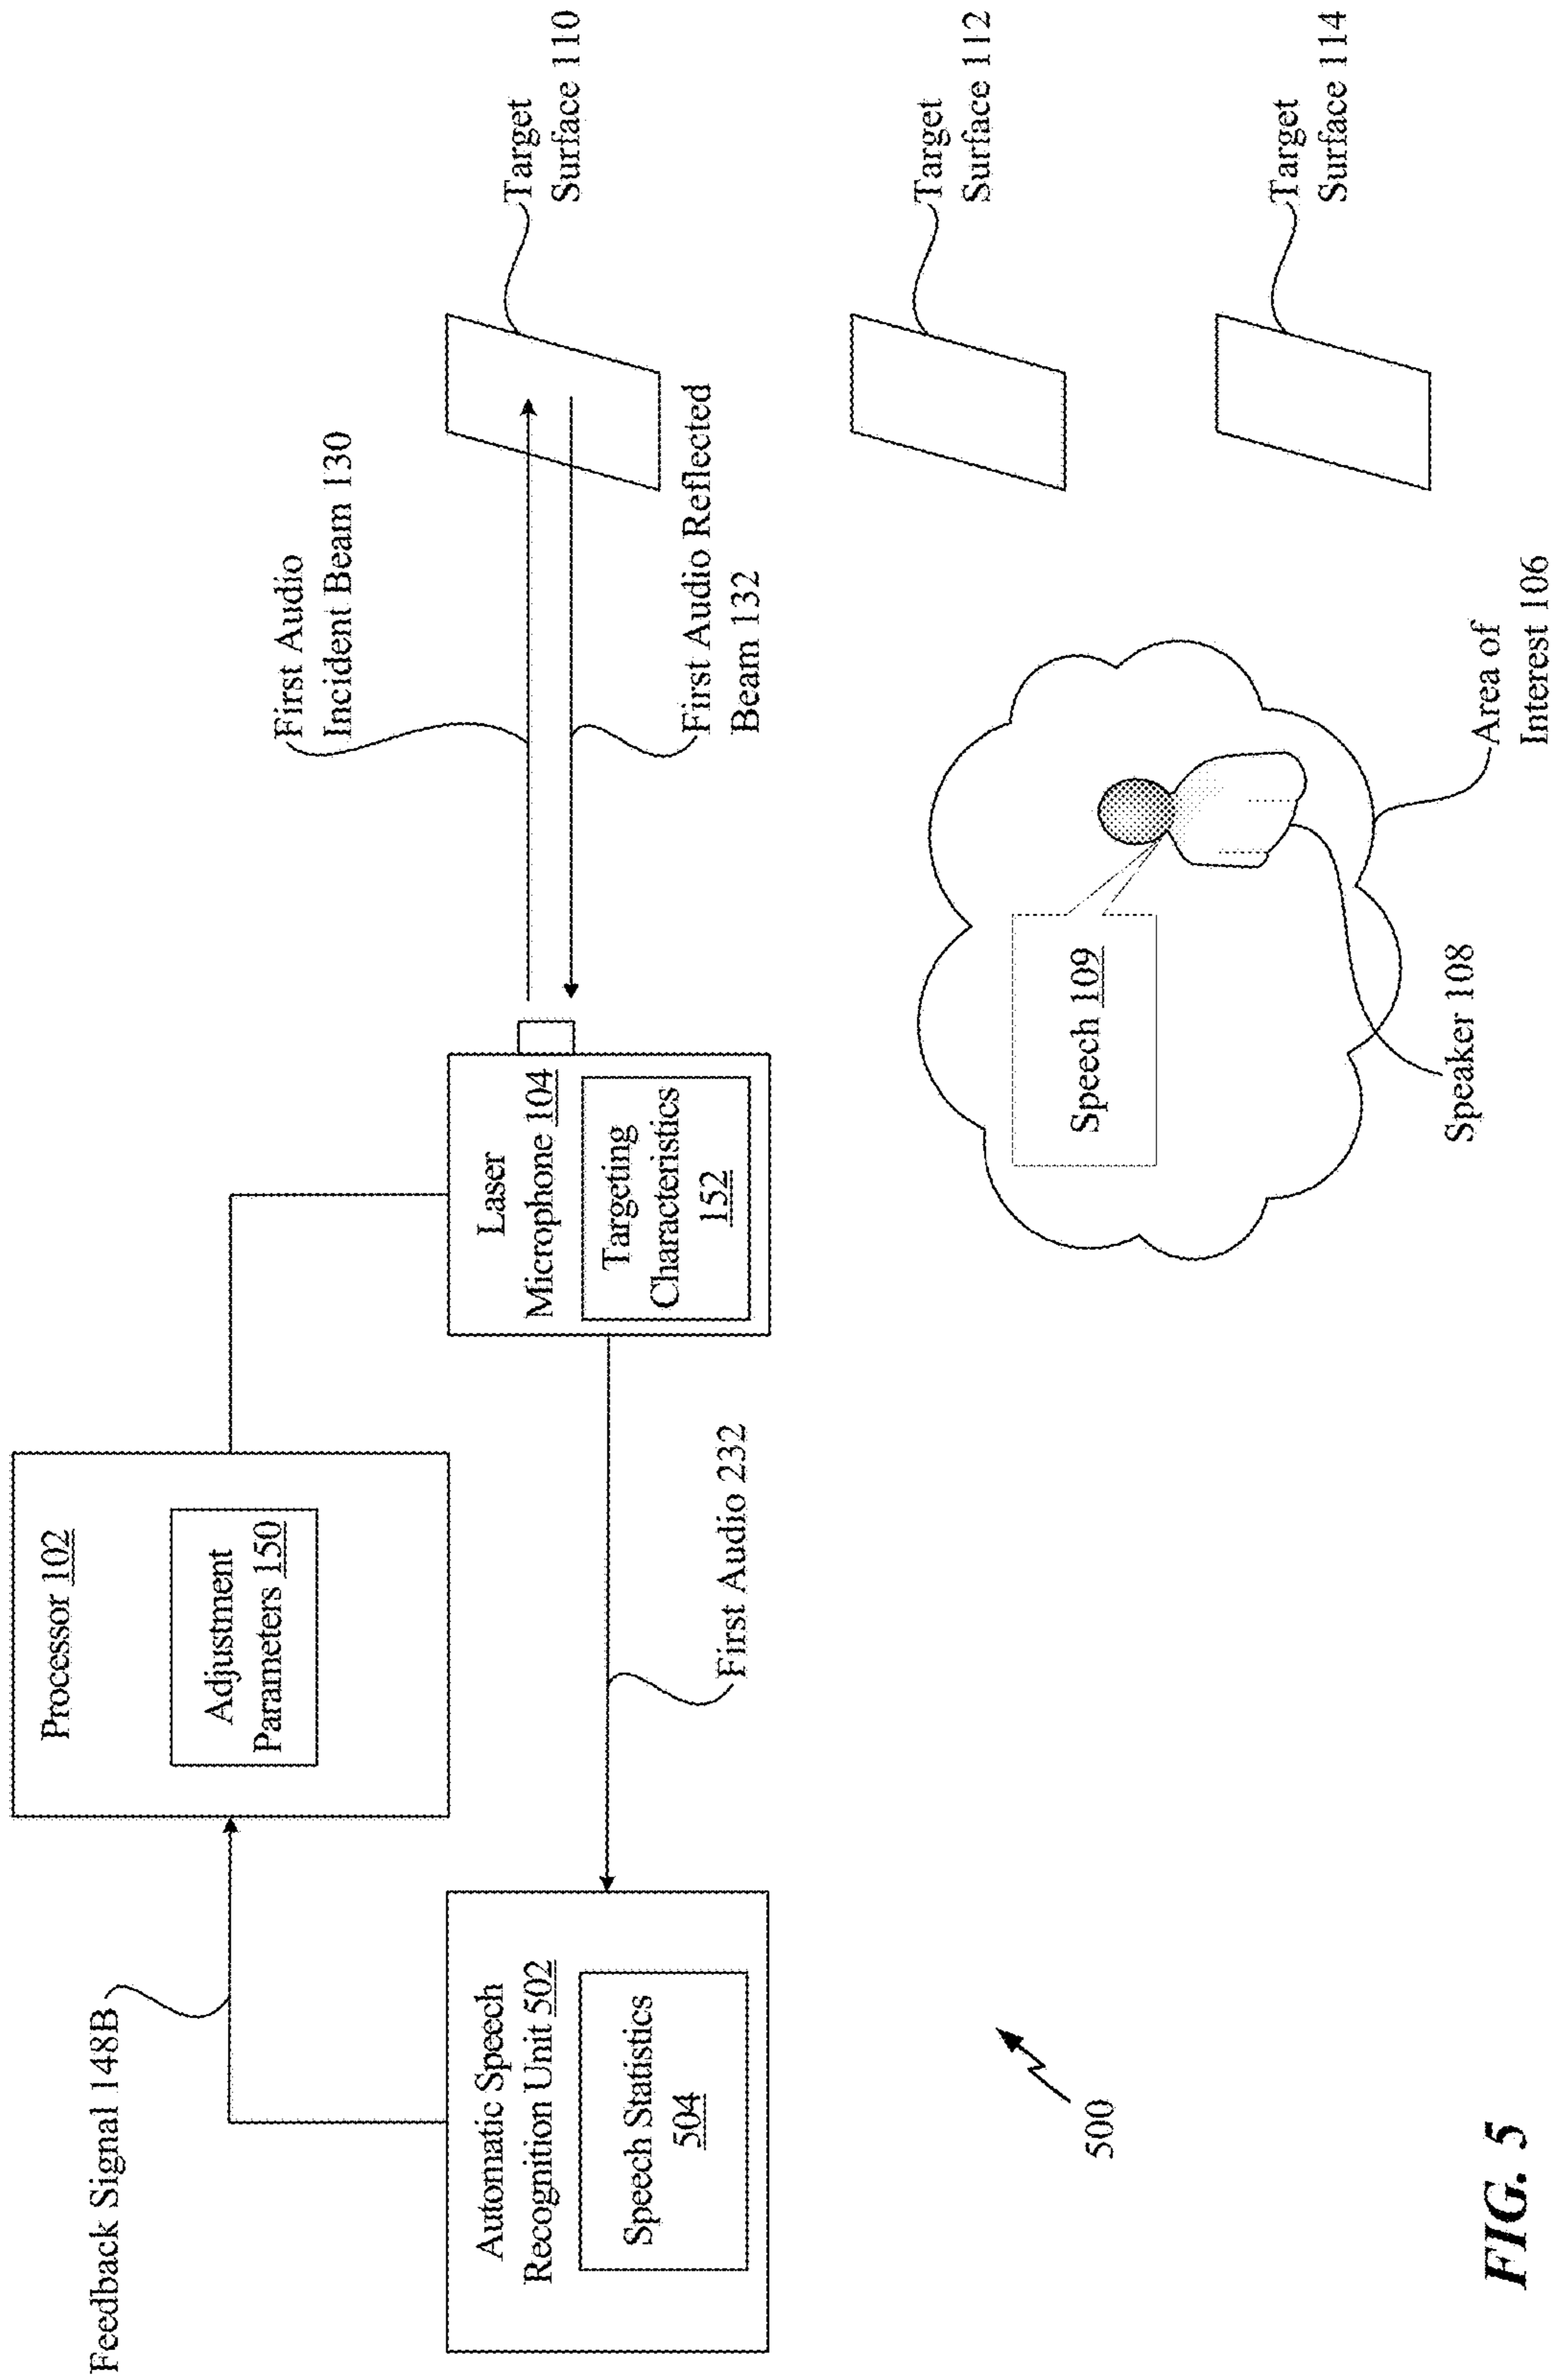 Feedback Signal 148B
Processor 102
Adjustment
Parameters 150
Automatic Speech
Recognition Unit 502
Speech Statistics
504
First Audio 232
Laser
Microphone 104
Targeting
Characteristics
152
First Audio
Incident Beam 130
First Audio Reflected
Beam 132
Target
Surface 110
Target
Surface 112
Target
Surface 114
Speech 109
Speaker 108
Area of
Interest 106
500
FIG. 5